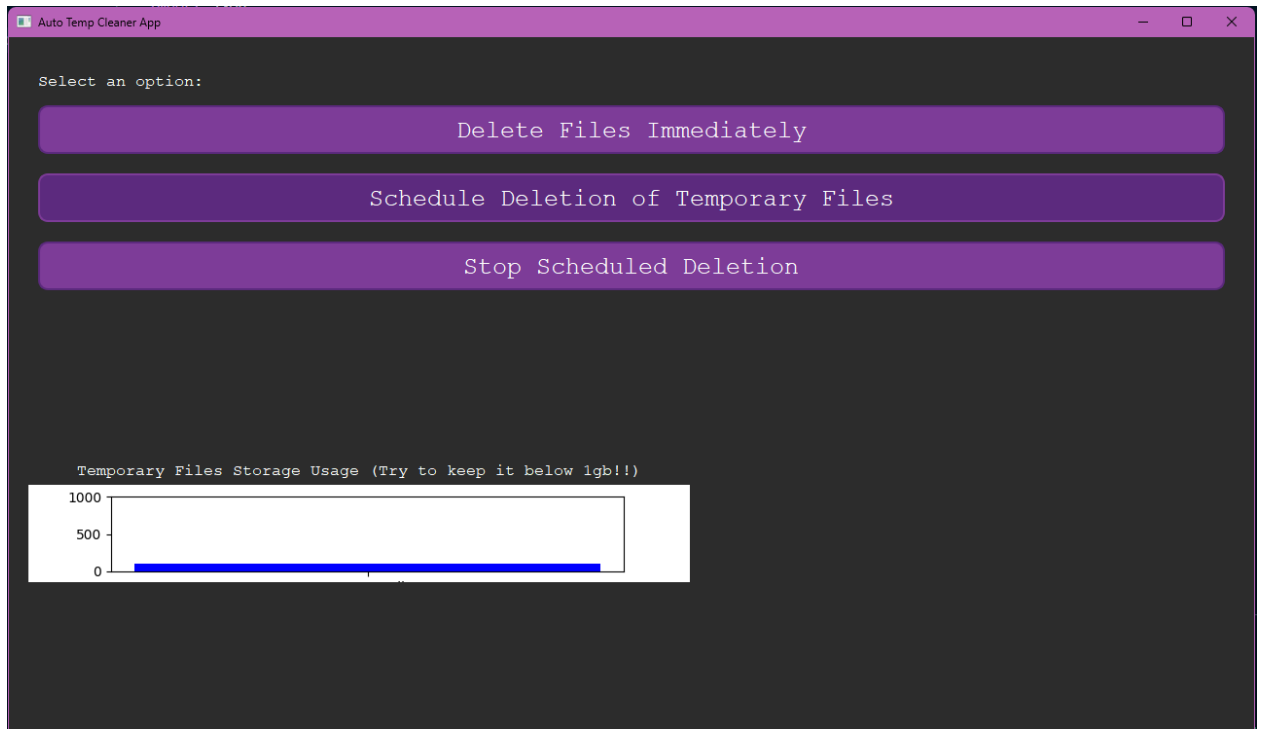 Auto Temp Cleaner App
Select an option:
Delete Files Immediately
Schedule Deletion of Temporary Files
Stop Scheduled Deletion
Temporary Files Storage Usage (Try to keep it below 1gb!!)
1000
500
0